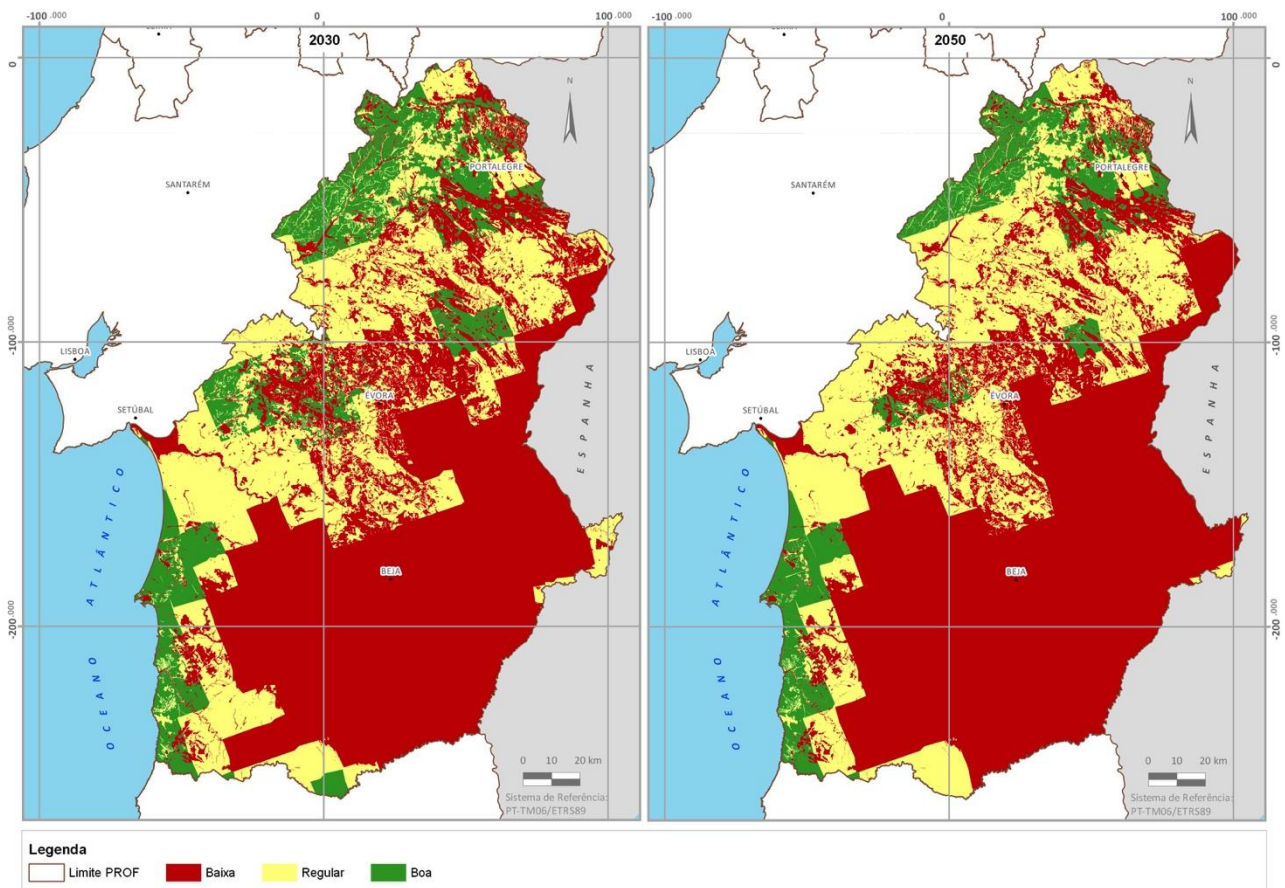 -100.000
0
100.000
-100.000
0
100.000
2030
2050
0
0
N
N
PORTALEGRE
PORTALEGRE
SANTARÉM
SANTARÉM
-100.000
-100.000
LISBOA
LISBOA
ÉVORA
ÉVORA
SETÚBAL
SETÚBAL
ESPANHA
ESPANHA
OCEANO ATLÂNTICO
OCEANO ATLÂNTICO
BEJA
BEJA
-200.000
-200.000
0 10 20 km
0 10 20 km
Sistema de Referência:
PT-TM06/ETRS89
Sistema de Referência:
PT-TM06/ETRS89
Legenda
Limite PROF
Baixa
Regular
Boa